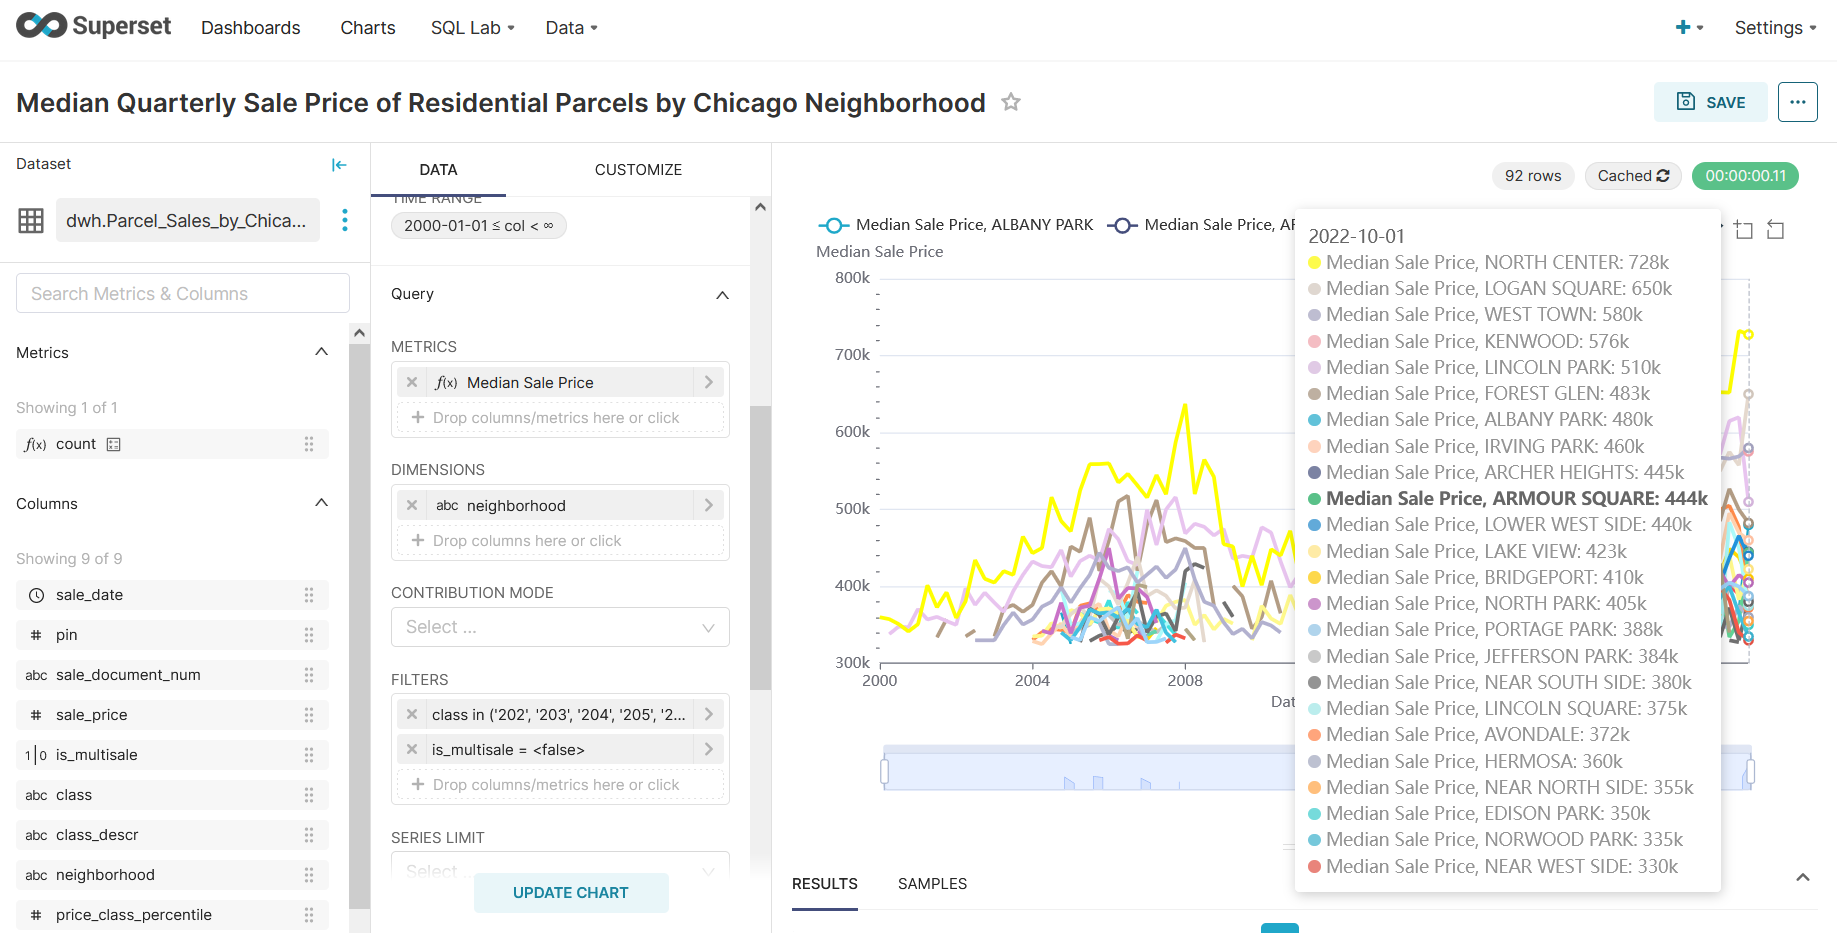 Superset
Dashboards
Charts
SQL Lab
Data
Settings
Median Quarterly Sale Price of Residential Parcels by Chicago Neighborhood
SAVE
Dataset
dwh.Parcel_Sales_by_Chica...
Search Metrics & Columns
Metrics
Showing 1 of 1
f(x) count
Columns
Showing 9 of 9
sale_date
# pin
abc sale_document_num
# sale_price
1|0 is_multisale
abc class
abc class_descr
abc neighborhood
# price_class_percentile
DATA
CUSTOMIZE
TIME RANGE
2000-01-01 ≤ col < ∞
Query
METRICS
f(x) Median Sale Price
+ Drop columns/metrics here or click
DIMENSIONS
abc neighborhood
+ Drop columns here or click
CONTRIBUTION MODE
Select ...
FILTERS
class in ('202', '203', '204', '205', '2...
is_multisale = <false>
+ Drop columns/metrics here or click
SERIES LIMIT
Select ...
UPDATE CHART
92 rows
Cached
00:00:00.11
Median Sale Price, ALBANY PARK
Median Sale Price, AR
Median Sale Price
800k
700k
600k
500k
400k
300k
2000
2004
2008
Dat
2022-10-01
Median Sale Price, NORTH CENTER: 728k
Median Sale Price, LOGAN SQUARE: 650k
Median Sale Price, WEST TOWN: 580k
Median Sale Price, KENWOOD: 576k
Median Sale Price, LINCOLN PARK: 510k
Median Sale Price, FOREST GLEN: 483k
Median Sale Price, ALBANY PARK: 480k
Median Sale Price, IRVING PARK: 460k
Median Sale Price, ARCHER HEIGHTS: 445k
Median Sale Price, ARMOUR SQUARE: 444k
Median Sale Price, LOWER WEST SIDE: 440k
Median Sale Price, LAKE VIEW: 423k
Median Sale Price, BRIDGEPORT: 410k
Median Sale Price, NORTH PARK: 405k
Median Sale Price, PORTAGE PARK: 388k
Median Sale Price, JEFFERSON PARK: 384k
Median Sale Price, NEAR SOUTH SIDE: 380k
Median Sale Price, LINCOLN SQUARE: 375k
Median Sale Price, AVONDALE: 372k
Median Sale Price, HERMOSA: 360k
Median Sale Price, NEAR NORTH SIDE: 355k
Median Sale Price, EDISON PARK: 350k
Median Sale Price, NORWOOD PARK: 335k
Median Sale Price, NEAR WEST SIDE: 330k
RESULTS
SAMPLES